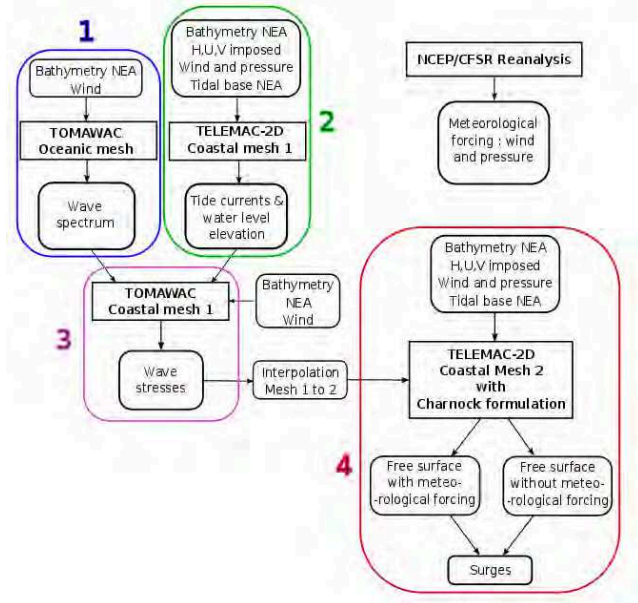 1
Bathymetry NEA
Wind
TOMAWAC
Oceanic mesh
Wave
spectrum
Bathymetry NEA
H,U,V imposed
Wind and pressure
Tidal base NEA
2
TELEMAC-2D
Coastal mesh 1
Tide currents &
water level
elevation
NCEP/CFSR Reanalysis
Meteorological
forcing : wind
and pressure
TOMAWAC
Coastal mesh 1
3
Wave
stresses
Bathymetry
NEA
Wind
Interpolation
Mesh 1 to 2
Bathymetry NEA
H,U,V imposed
Wind and pressure
Tidal base NEA
TELEMAC-2D
Coastal Mesh 2
with
Charnock formulation
4
Free surface
with meteo-
-rological forcing
Free surface
without meteo-
-rological forcing
Surges